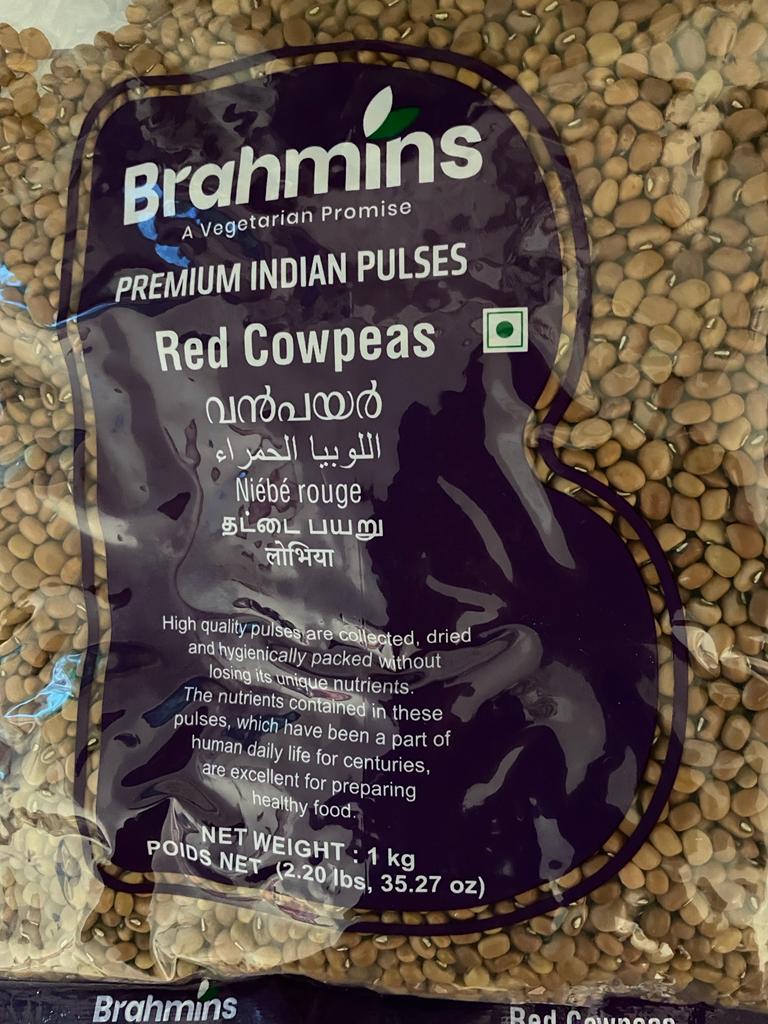 Brahmins
A Vegetarian Promise
PREMIUM INDIAN PULSES
Red Cowpeas
വൻപയർ
اللوبيا الحمراء
Niébé rouge
தட்டை பயறு
लोभिया
High quality pulses are collected, dried
and hygienically packed without
losing its unique nutrients.
The nutrients contained in these
pulses, which have been a part of
human daily life for centuries,
are excellent for preparing
healthy food.
NET WEIGHT : 1 kg
POIDS NET (2.20 lbs, 35.27 oz)
Brahmins
Red Cowpeas